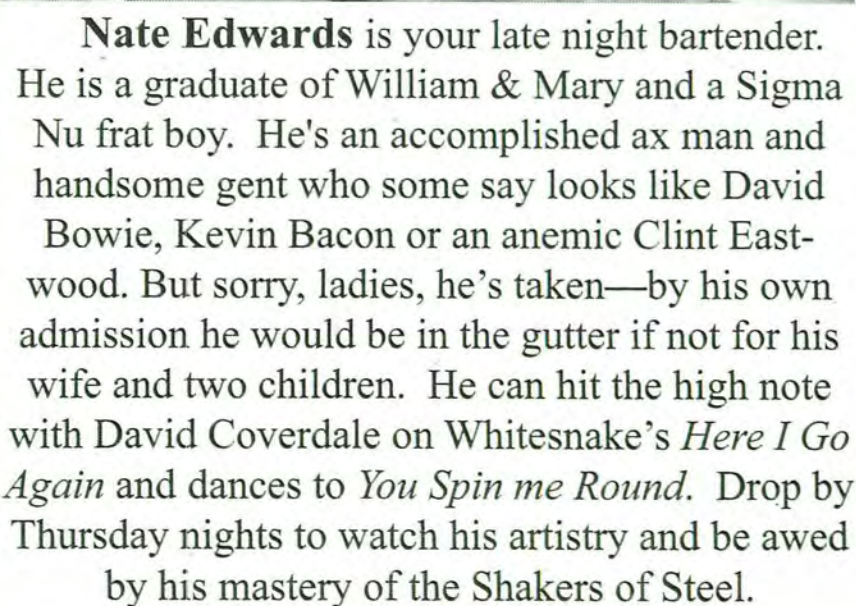 Nate Edwards is your late night bartender.
He is a graduate of William & Mary and a Sigma
Nu frat boy.  He's an accomplished ax man and
handsome gent who some say looks like David
Bowie, Kevin Bacon or an anemic Clint East-
wood. But sorry, ladies, he’s taken—by his own
admission he would be in the gutter if not for his
wife and two children.  He can hit the high note
with David Coverdale on Whitesnake’s Here I Go
Again and dances to You Spin me Round.  Drop by
Thursday nights to watch his artistry and be awed
by his mastery of the Shakers of Steel.